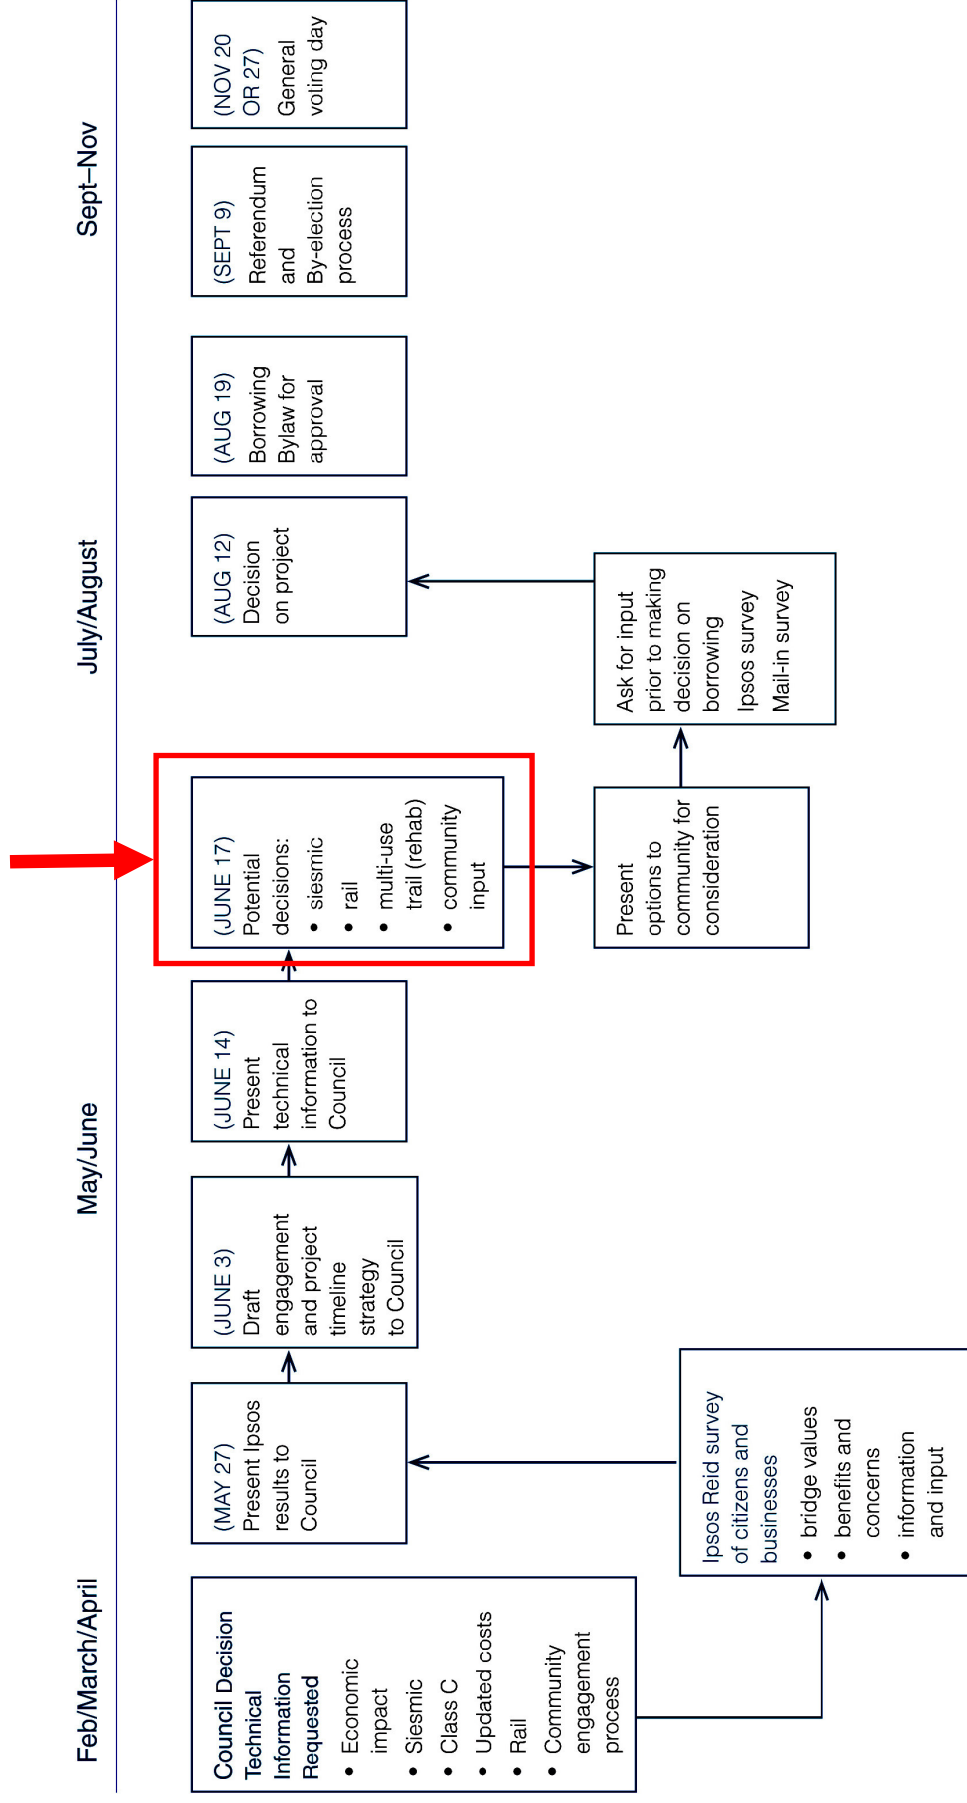 Feb/March/April
May/June
July/August
Sept–Nov
Council Decision
Technical
Information
Requested
• Economic
impact
• Siesmic
• Class C
• Updated costs
• Rail
• Community
engagement
process
Ipsos Reid survey
of citizens and
businesses
• bridge values
• benefits and
concerns
• information
and input
(MAY 27)
Present Ipsos
results to
Council
(JUNE 3)
Draft
engagement
and project
timeline
strategy
to Council
(JUNE 14)
Present
technical
information to
Council
(JUNE 17)
Potential
decisions:
• siesmic
• rail
• multi-use
trail (rehab)
• community
input
Present
options to
community for
consideration
Ask for input
prior to making
decision on
borrowing
Ipsos survey
Mail-in survey
(AUG 12)
Decision
on project
(AUG 19)
Borrowing
Bylaw for
approval
(SEPT 9)
Referendum
and
By-election
process
(NOV 20
OR 27)
General
voting day